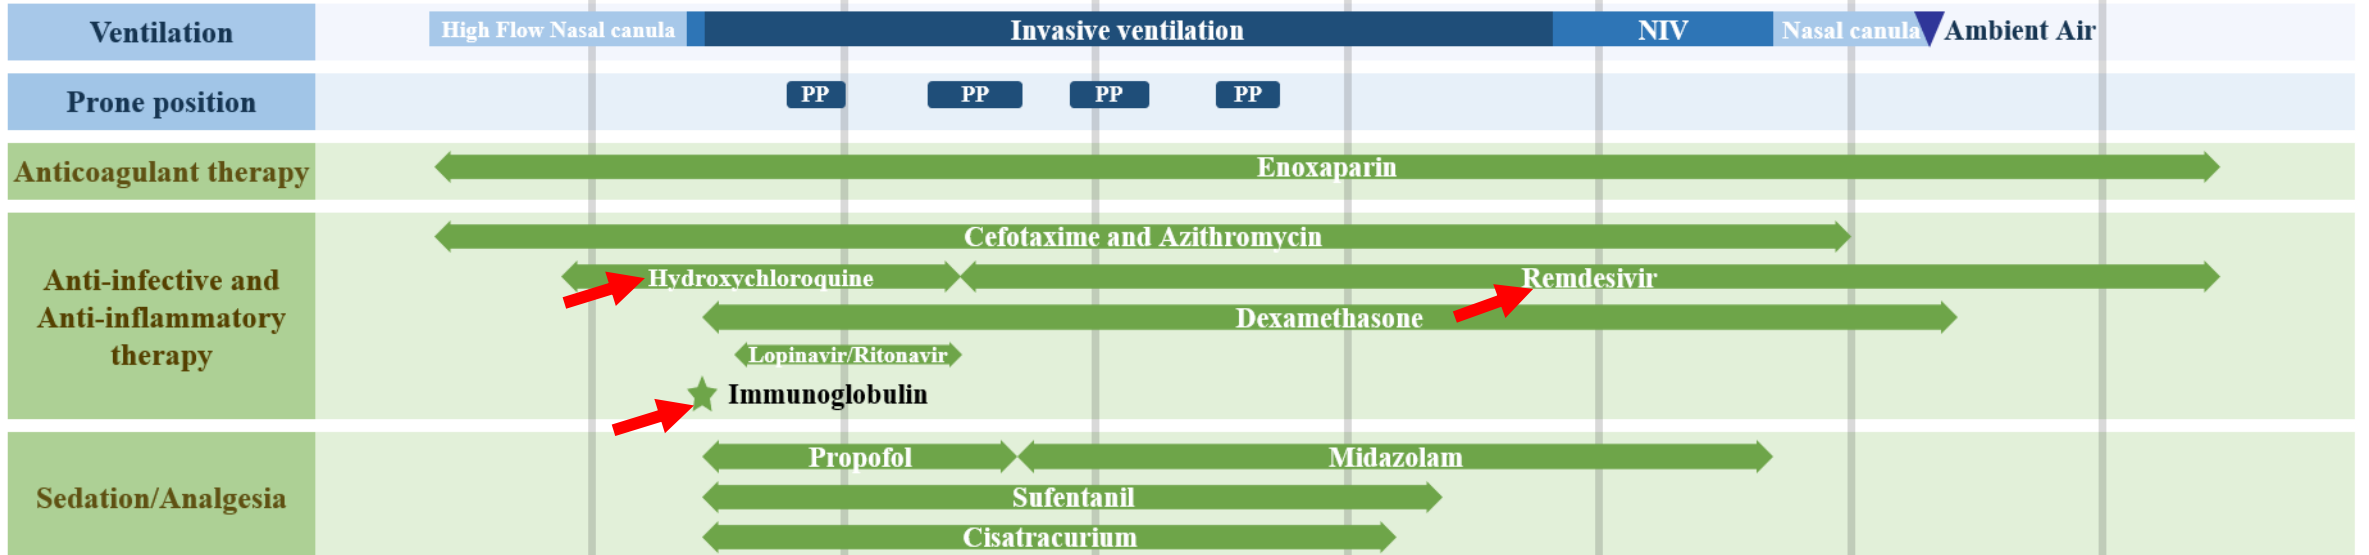 Ventilation
High Flow Nasal canula
Invasive ventilation
NIV
Nasal canula
Ambient Air
Prone position
PP
PP
PP
PP
Anticoagulant therapy
Enoxaparin
Anti-infective and
Anti-inflammatory
therapy
Cefotaxime and Azithromycin
Hydroxychloroquine
Remdesivir
Dexamethasone
Lopinavir/Ritonavir
Immunoglobulin
Sedation/Analgesia
Propofol
Midazolam
Sufentanil
Cisatracurium